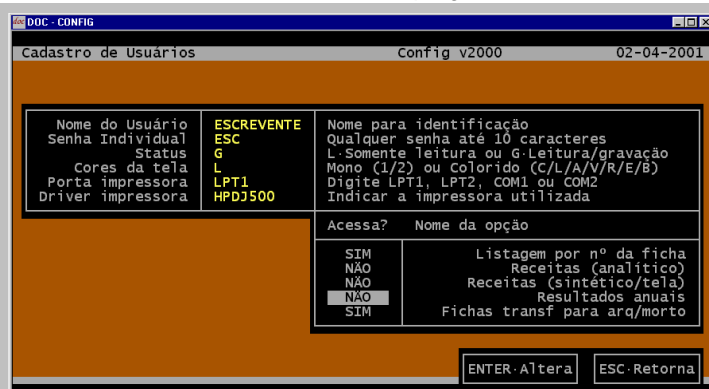 doc DOC - CONFIG
Cadastro de Usuários Config v2000 02-04-2001
Nome do Usuário ESCREVENTE Nome para identificação
Senha Individual ESC Qualquer senha até 10 caracteres
Status G L·Somente leitura ou G·Leitura/gravação
Cores da tela L Mono (1/2) ou Colorido (C/L/A/V/R/E/B)
Porta impressora LPT1 Digite LPT1, LPT2, COM1 ou COM2
Driver impressora HPDJ500 Indicar a impressora utilizada
Acessa? Nome da opção
SIM Listagem por nº da ficha
NÃO Receitas (analítico)
NÃO Receitas (sintético/tela)
NÃO Resultados anuais
SIM Fichas transf para arq/morto
ENTER·Altera ESC·Retorna